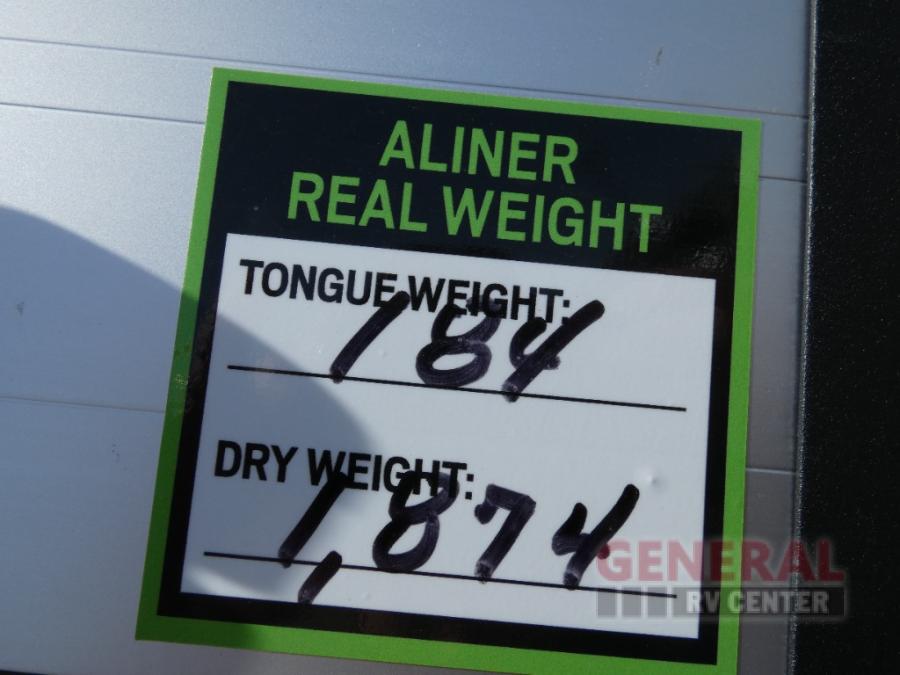 ALINER
REAL WEIGHT
TONGUE WEIGHT:
184
DRY WEIGHT:
1,874
GENERAL
RV CENTER